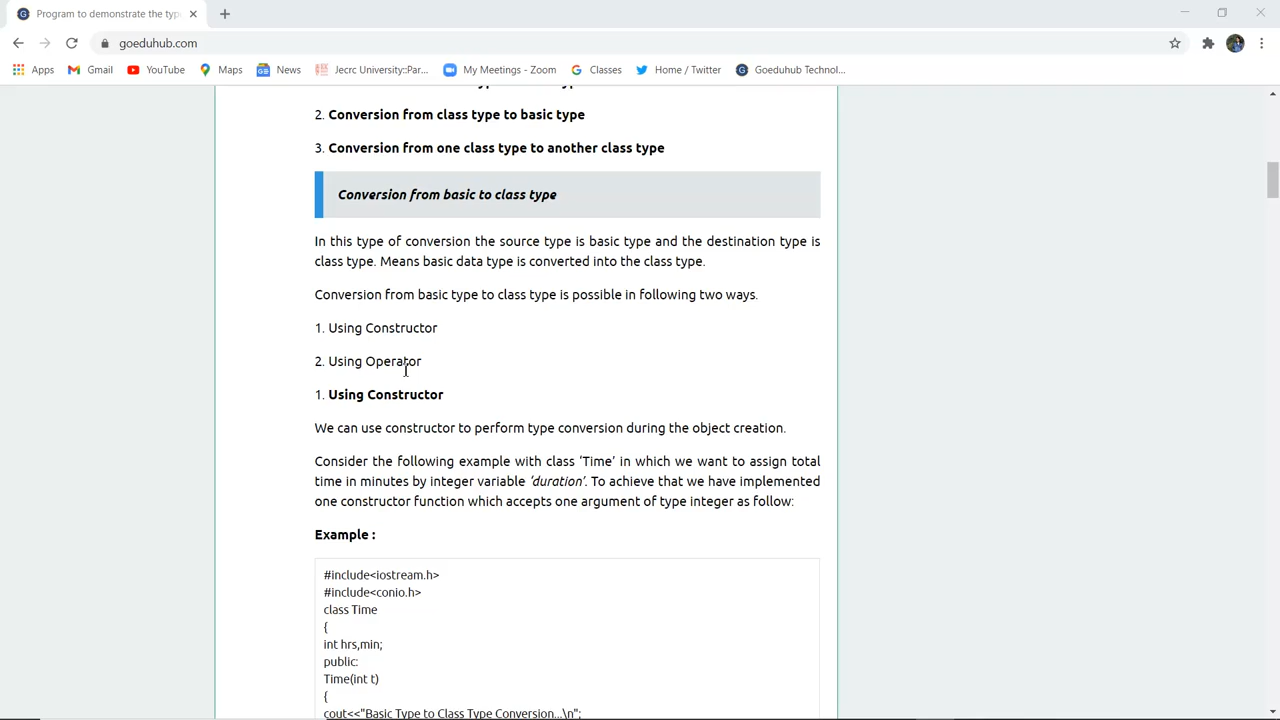 Program to demonstrate the typ
goeduhub.com
Apps Gmail YouTube Maps News Jecrc University::Par... My Meetings - Zoom Classes Home / Twitter Goeduhub Technol...
2. Conversion from class type to basic type
3. Conversion from one class type to another class type
Conversion from basic to class type
In this type of conversion the source type is basic type and the destination type is
class type. Means basic data type is converted into the class type.
Conversion from basic type to class type is possible in following two ways.
1. Using Constructor
2. Using Operator
1. Using Constructor
We can use constructor to perform type conversion during the object creation.
Consider the following example with class ‘Time’ in which we want to assign total
time in minutes by integer variable ‘duration’. To achieve that we have implemented
one constructor function which accepts one argument of type integer as follow:
Example :
#include<iostream.h>
#include<conio.h>
class Time
{
int hrs,min;
public:
Time(int t)
{
cout<<"Basic Type to Class Type Conversion...\n";